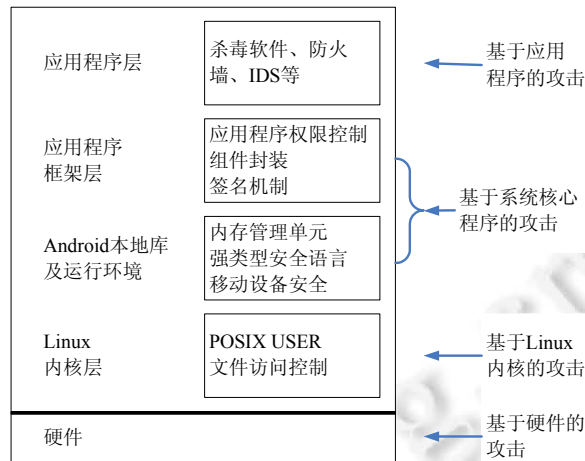 应用程序层
杀毒软件、防火
墙、IDS等
基于应用
程序的攻击
应用程序
框架层
应用程序权限控制
组件封装
签名机制
基于系统核心
程序的攻击
Android本地库
及运行环境
内存管理单元
强类型安全语言
移动设备安全
Linux
内核层
POSIX USER
文件访问控制
基于Linux
内核的攻击
硬件
基于硬件的
攻击